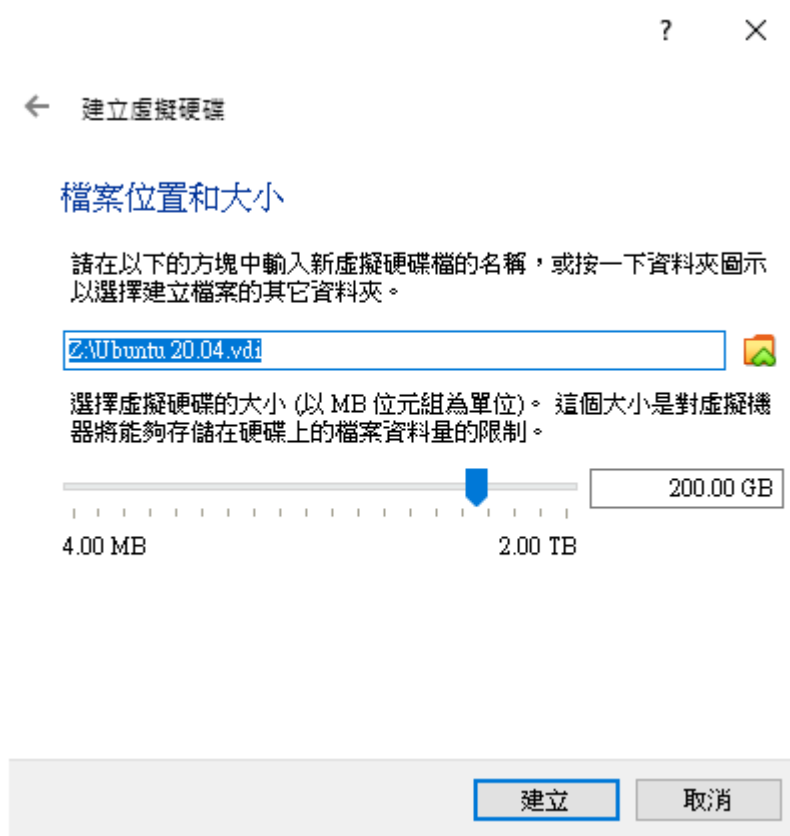 ?
建立虛擬硬碟
檔案位置和大小
請在以下的方塊中輸入新虛擬硬碟檔的名稱，或按一下資料夾圖示
以選擇建立檔案的其它資料夾。
Z:\Ubuntu 20.04.vdi
選擇虛擬硬碟的大小 (以 MB 位元組為單位)。 這個大小是對虛擬機
器將能夠存儲在硬碟上的檔案資料量的限制。
200.00 GB
4.00 MB 2.00 TB
建立 取消